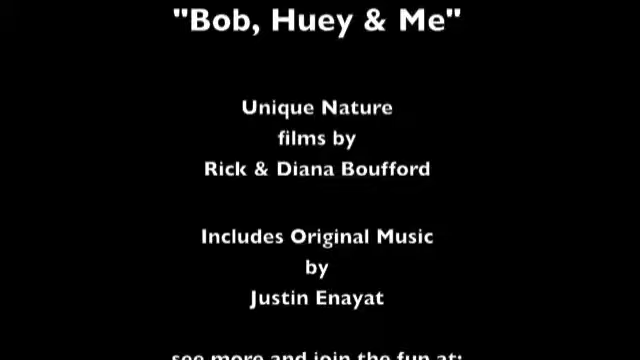 "Bob, Huey & Me"
Unique Nature
films by
Rick & Diana Boufford
Includes Original Music
by
Justin Enayat
see more and join the fun at: